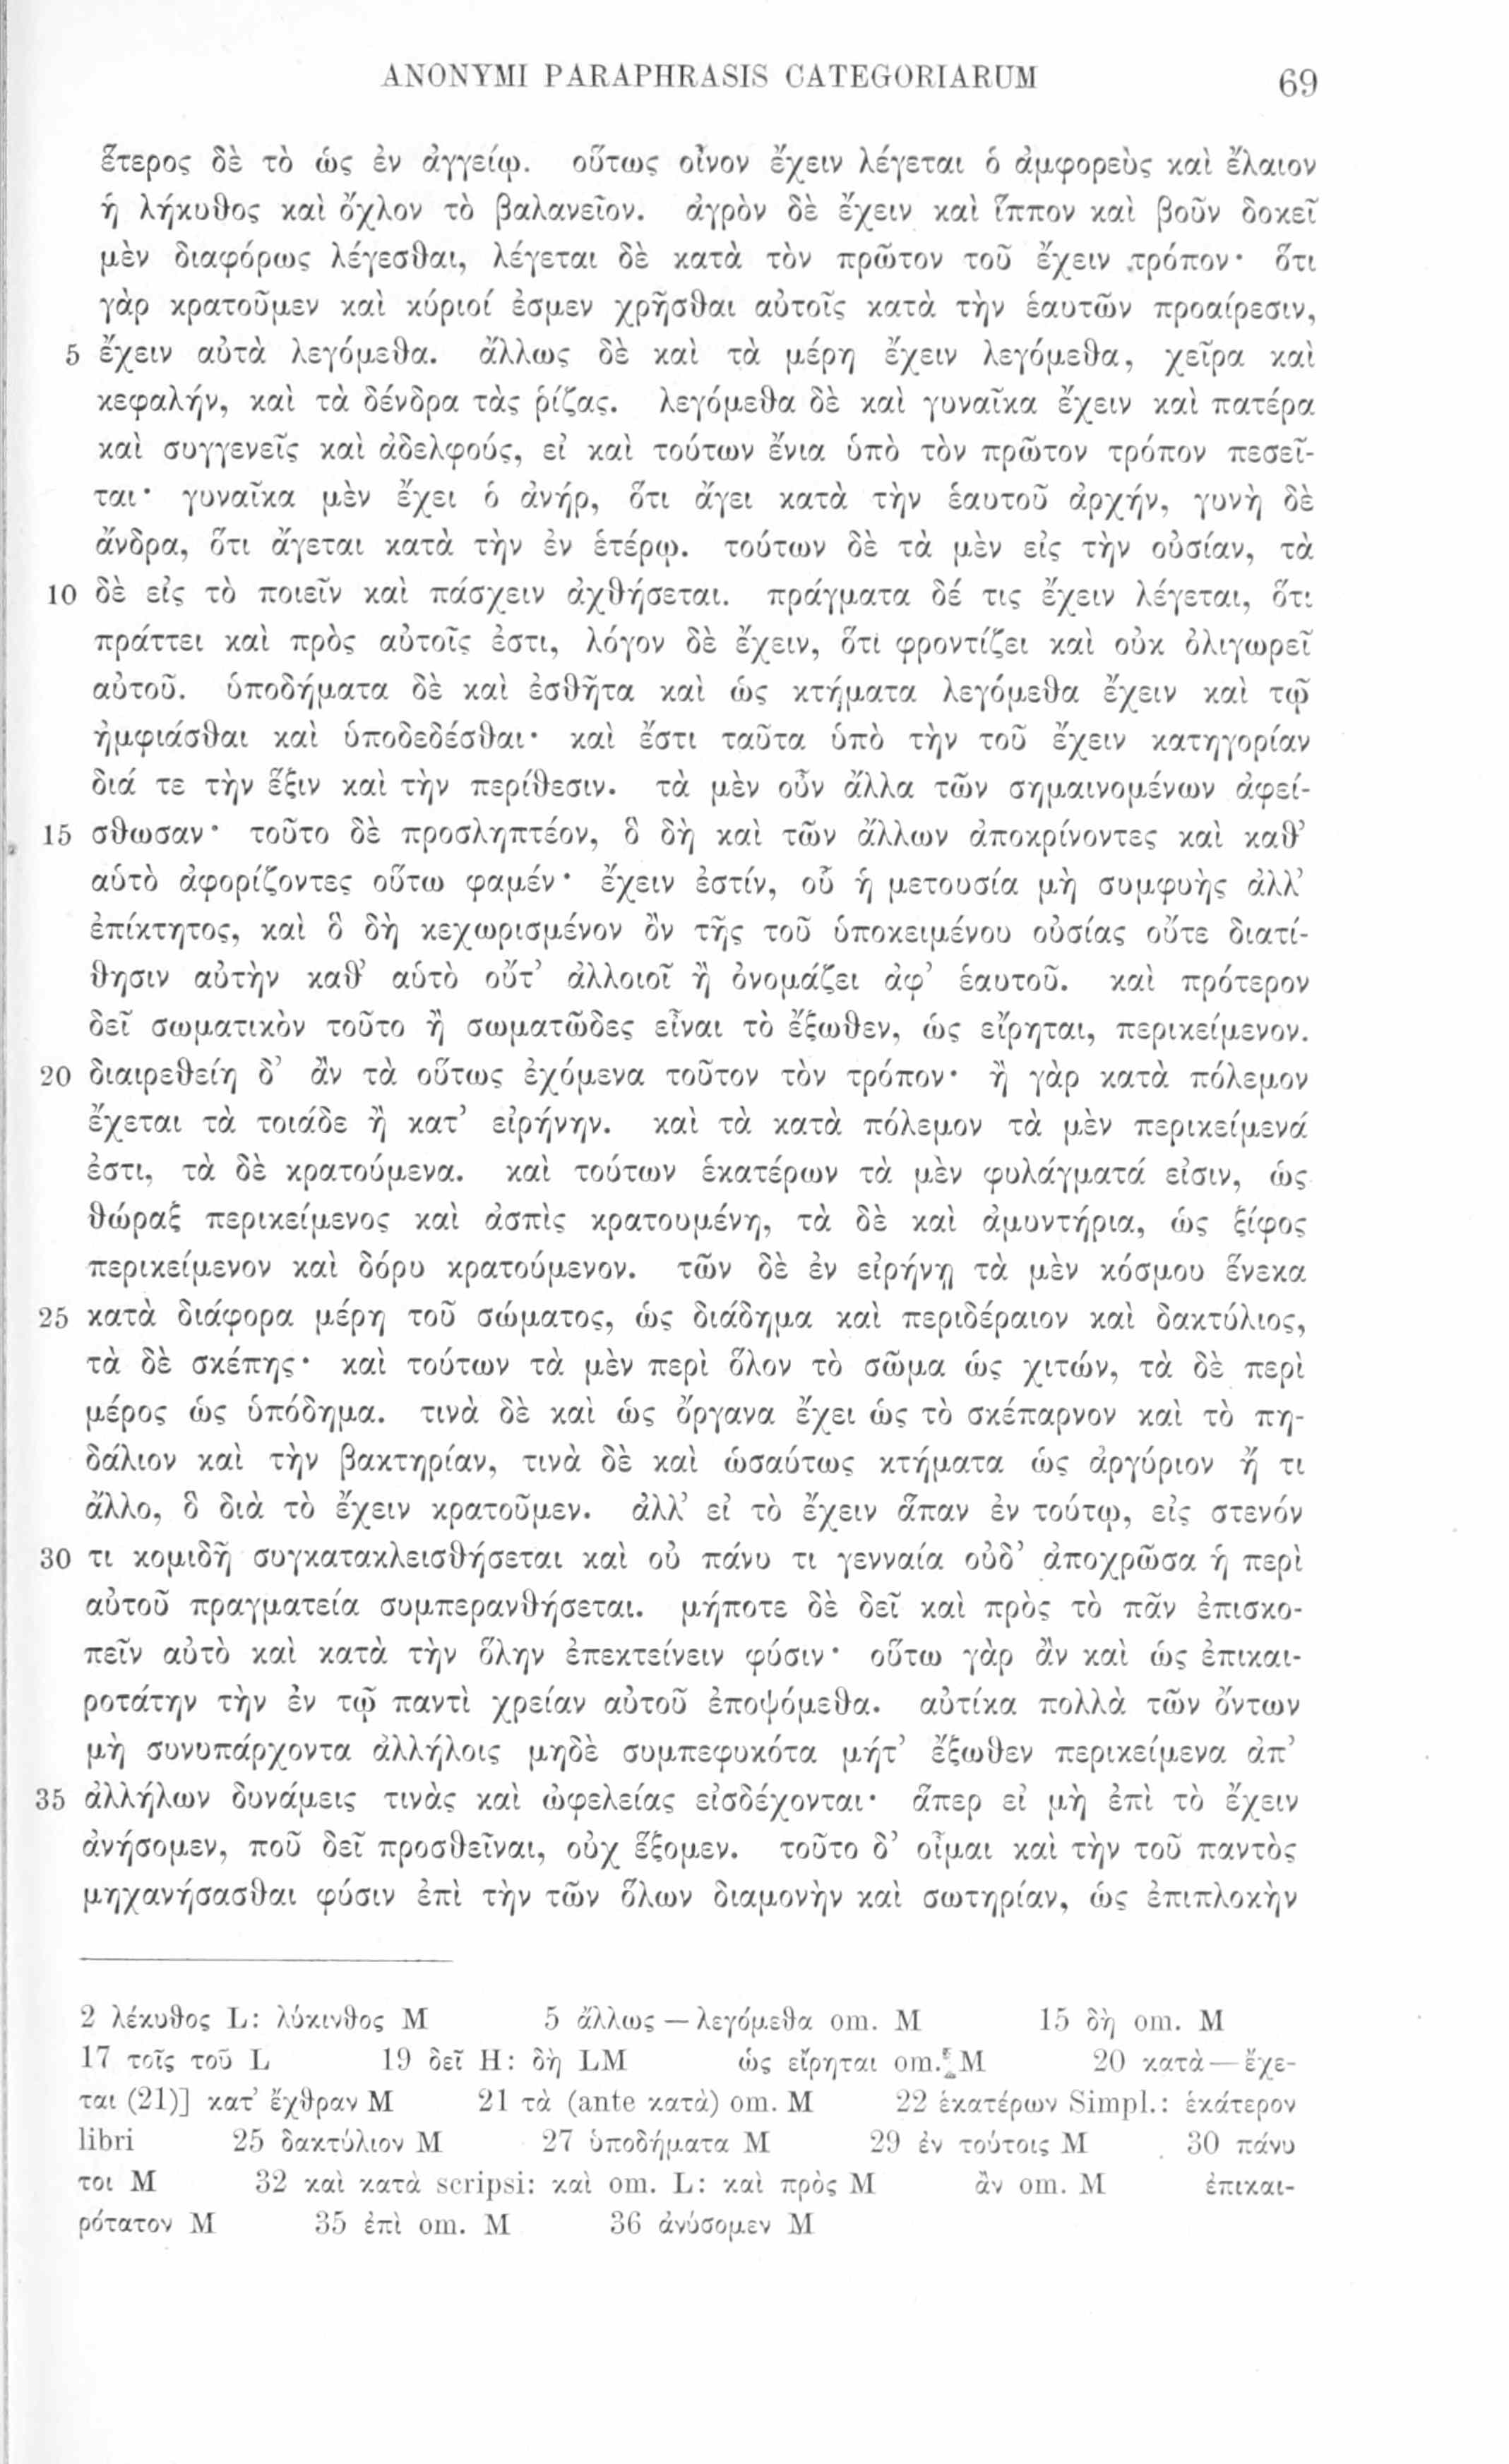 ANONYMI PARAPHRASIS CATEGORIARUM 69
ἕτερος δὲ τὸ ὡς ἐν ἀγγείῳ. οὕτως οἶνον ἔχειν λέγεται ὁ ἀμφορεὺς καὶ ἔλαιον
ἡ λήκυθος καὶ ὄχλον τὸ βαλανεῖον. ἀγρὸν δὲ ἔχειν καὶ ἵππον καὶ βοῦν δοκεῖ
μὲν διαφόρως λέγεσθαι, λέγεται δὲ κατὰ τὸν πρῶτον τοῦ ἔχειν τρόπον· ὅτι
γὰρ κρατοῦμεν καὶ κύριοί ἐσμεν χρῆσθαι αὐτοῖς κατὰ τὴν ἑαυτῶν προαίρεσιν,
5 ἔχειν αὐτὰ λεγόμεθα. ἄλλως δὲ καὶ τὰ μέρη ἔχειν λεγόμεθα, χεῖρα καὶ
κεφαλήν, καὶ τὰ δένδρα τὰς ῥίζας. λεγόμεθα δὲ καὶ γυναῖκα ἔχειν καὶ πατέρα
καὶ συγγενεῖς καὶ ἀδελφούς, εἰ καὶ τούτων ἔνια ὑπὸ τὸν πρῶτον τρόπον πεσεῖ-
ται· γυναῖκα μὲν ἔχει ὁ ἀνήρ, ὅτι ἄγει κατὰ τὴν ἑαυτοῦ ἀρχήν, γυνὴ δὲ
ἄνδρα, ὅτι ἄγεται κατὰ τὴν ἐν ἑτέρῳ. τούτων δὲ τὰ μὲν εἰς τὴν οὐσίαν, τὰ
10 δὲ εἰς τὸ ποιεῖν καὶ πάσχειν ἀχθήσεται. πράγματα δέ τις ἔχειν λέγεται, ὅτι
πράττει καὶ πρὸς αὐτοῖς ἐστι, λόγον δὲ ἔχειν, ὅτι φροντίζει καὶ οὐκ ὀλιγωρεῖ
αὐτοῦ. ὑποδήματα δὲ καὶ ἐσθῆτα καὶ ὡς κτήματα λεγόμεθα ἔχειν καὶ τῷ
ἠμφιάσθαι καὶ ὑποδεδέσθαι· καὶ ἔστι ταῦτα ὑπὸ τὴν τοῦ ἔχειν κατηγορίαν
διά τε τὴν ἕξιν καὶ τὴν περίθεσιν. τὰ μὲν οὖν ἄλλα τῶν σημαινομένων ἀφεί-
15 σθωσαν· τοῦτο δὲ προσληπτέον, ὃ δὴ καὶ τῶν ἄλλων ἀποκρίνοντες καὶ καθ’
αὑτὸ ἀφορίζοντες οὕτω φαμέν· ἔχειν ἐστίν, οὗ ἡ μετουσία μὴ συμφυὴς ἀλλ’
ἐπίκτητος, καὶ ὃ δὴ κεχωρισμένον ὂν τῆς τοῦ ὑποκειμένου οὐσίας οὔτε διατί-
θησιν αὐτὴν καθ’ αὑτὸ οὔτ’ ἀλλοιοῖ ἢ ὀνομάζει ἀφ’ ἑαυτοῦ. καὶ πρότερον
δεῖ σωματικὸν τοῦτο ἢ σωματῶδες εἶναι τὸ ἔξωθεν, ὡς εἴρηται, περικείμενον.
20 διαιρεθείη δ’ ἂν τὰ οὕτως ἐχόμενα τοῦτον τὸν τρόπον· ἢ γὰρ κατὰ πόλεμον
ἔχεται τὰ τοιάδε ἢ κατ’ εἰρήνην. καὶ τὰ κατὰ πόλεμον τὰ μὲν περικείμενά
ἐστι, τὰ δὲ κρατούμενα. καὶ τούτων ἑκατέρων τὰ μὲν φυλάγματά εἰσιν, ὡς
θώραξ περικείμενος καὶ ἀσπὶς κρατουμένη, τὰ δὲ καὶ ἀμυντήρια, ὡς ξίφος
περικείμενον καὶ δόρυ κρατούμενον. τῶν δὲ ἐν εἰρήνῃ τὰ μὲν κόσμου ἕνεκα
25 κατὰ διάφορα μέρη τοῦ σώματος, ὡς διάδημα καὶ περιδέραιον καὶ δακτύλιος,
τὰ δὲ σκέπης· καὶ τούτων τὰ μὲν περὶ ὅλον τὸ σῶμα ὡς χιτών, τὰ δὲ περὶ
μέρος ὡς ὑπόδημα. τινὰ δὲ καὶ ὡς ὄργανα ἔχει ὡς τὸ σκέπαρνον καὶ τὸ πη-
δάλιον καὶ τὴν βακτηρίαν, τινὰ δὲ καὶ ὡσαύτως κτήματα ὡς ἀργύριον ἤ τι
ἄλλο, ὃ διὰ τὸ ἔχειν κρατοῦμεν. ἀλλ’ εἰ τὸ ἔχειν ἅπαν ἐν τούτῳ, εἰς στενόν
30 τι κομιδῇ συγκατακλεισθήσεται καὶ οὐ πάνυ τι γενναία οὐδ’ ἀποχρῶσα ἡ περὶ
αὐτοῦ πραγματεία συμπερανθήσεται. μήποτε δὲ δεῖ καὶ πρὸς τὸ πᾶν ἐπισκο-
πεῖν αὐτὸ καὶ κατὰ τὴν ὅλην ἐπεκτείνειν φύσιν· οὕτω γὰρ ἂν καὶ ὡς ἐπικαι-
ροτάτην τὴν ἐν τῷ παντὶ χρείαν αὐτοῦ ἐποψόμεθα. αὐτίκα πολλὰ τῶν ὄντων
μὴ συνυπάρχοντα ἀλλήλοις μηδὲ συμπεφυκότα μήτ’ ἔξωθεν περικείμενα ἀπ’
35 ἀλλήλων δυνάμεις τινὰς καὶ ὠφελείας εἰσδέχονται· ἅπερ εἰ μὴ ἐπὶ τὸ ἔχειν
ἀνήσομεν, ποῦ δεῖ προσθεῖναι, οὐχ ἕξομεν. τοῦτο δ’ οἶμαι καὶ τὴν τοῦ παντὸς
μηχανήσασθαι φύσιν ἐπὶ τὴν τῶν ὅλων διαμονὴν καὶ σωτηρίαν, ὡς ἐπιπλοκὴν
2 λέκυθος L: λύκινθος M 5 ἄλλως — λεγόμεθα om. M 15 δὴ om. M
17 τοῖς τοῦ L 19 δεῖ H: δὴ LM ὡς εἴρηται om. M 20 κατὰ — ἔχε-
ται (21)] κατ’ ἔχθραν M 21 τὰ (ante κατὰ) om. M 22 ἑκατέρων Simpl.: ἑκάτερον
libri 25 δακτύλιον M 27 ὑποδήματα M 29 ἐν τούτοις M 30 πάνυ
τοι M 32 καὶ κατὰ scripsi: καὶ om. L: καὶ πρὸς M ἂν om. M ἐπικαι-
ρότατον M 35 ἐπὶ om. M 36 ἀνύσομεν M